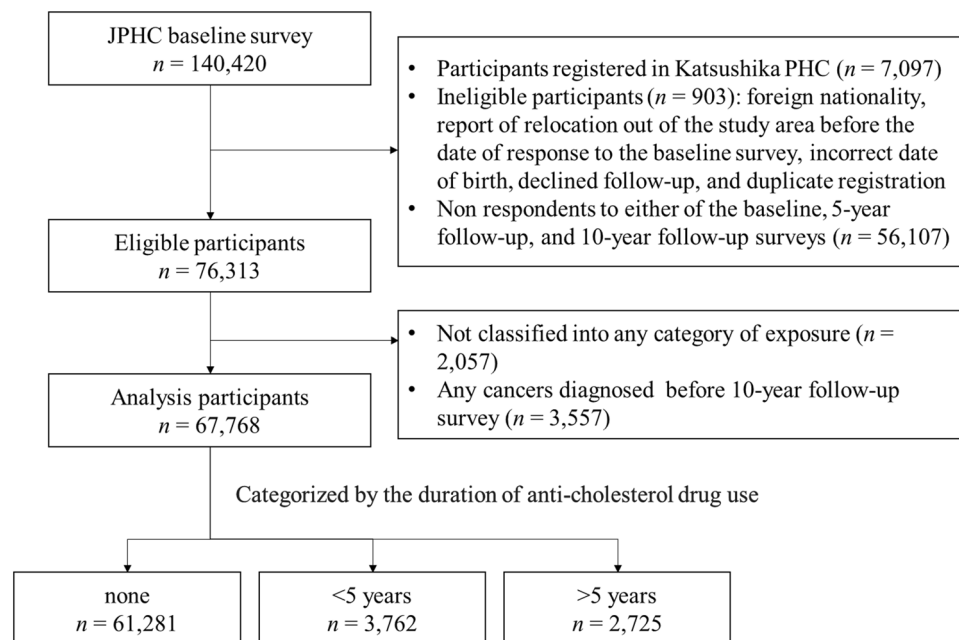 JPHC baseline survey
n = 140,420
• Participants registered in Katsushika PHC (n = 7,097)
• Ineligible participants (n = 903): foreign nationality,
report of relocation out of the study area before the
date of response to the baseline survey, incorrect date
of birth, declined follow-up, and duplicate registration
• Non respondents to either of the baseline, 5-year
follow-up, and 10-year follow-up surveys (n = 56,107)
Eligible participants
n = 76,313
• Not classified into any category of exposure (n =
2,057)
• Any cancers diagnosed before 10-year follow-up
survey (n = 3,557)
Analysis participants
n = 67,768
Categorized by the duration of anti-cholesterol drug use
none
n = 61,281
<5 years
n = 3,762
>5 years
n = 2,725